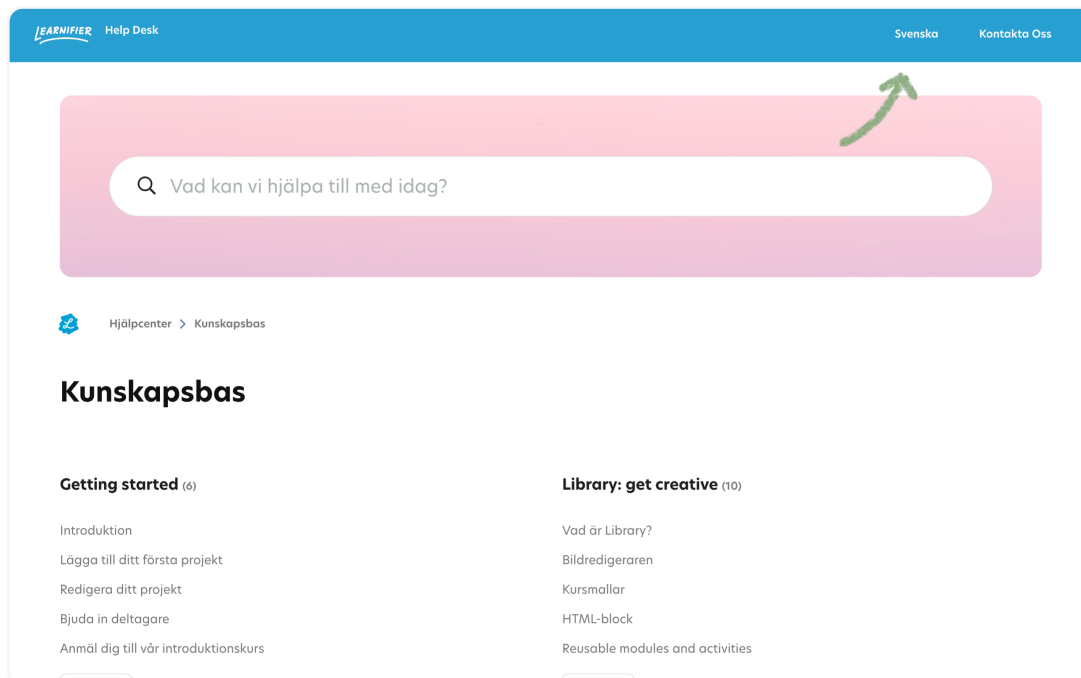 LEARNIFIER Help Desk Svenska Kontakta Oss
Vad kan vi hjälpa till med idag?
Hjälpcenter > Kunskapsbas
Kunskapsbas
Getting started (6)
Introduktion
Lägga till ditt första projekt
Redigera ditt projekt
Bjuda in deltagare
Anmäl dig till vår introduktionskurs
Library: get creative (10)
Vad är Library?
Bildredigeraren
Kursmallar
HTML-block
Reusable modules and activities